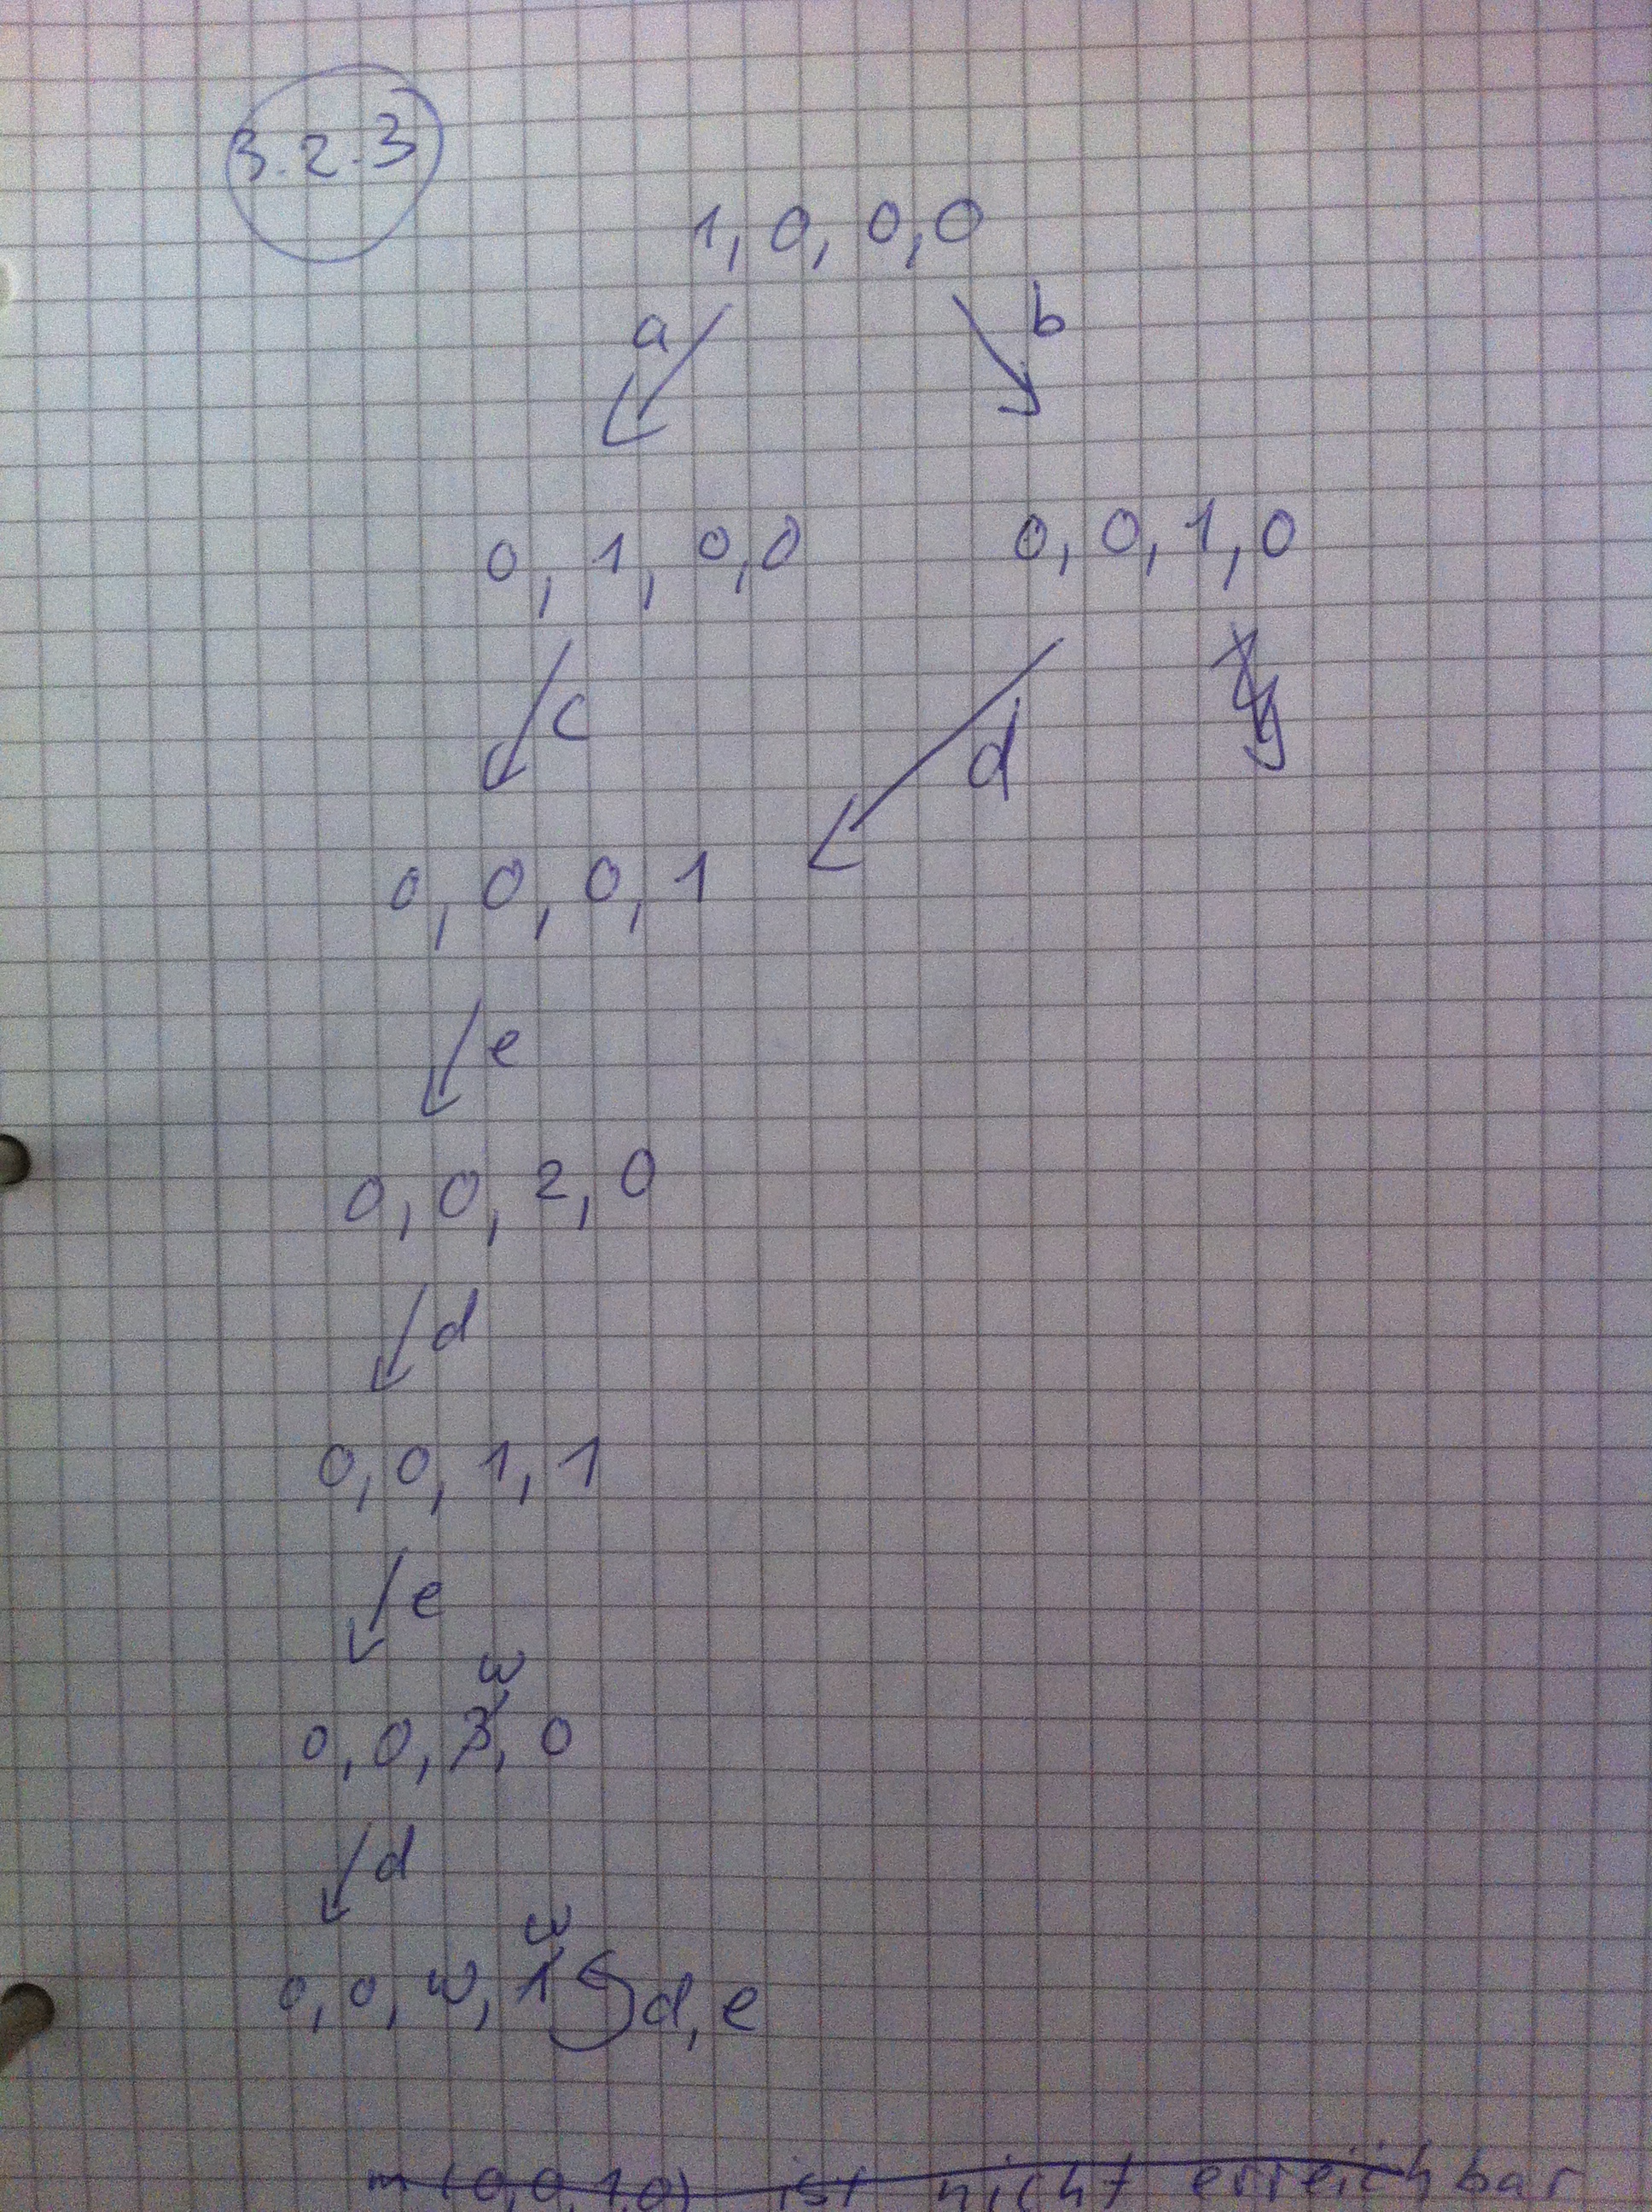 3.2.3
1, 0, 0, 0
a b
0, 1, 0, 0 0, 0, 1, 0
c d
0, 0, 0, 1
e
0, 0, 2, 0
d
0, 0, 1, 1
e
w
0, 0, 3, 0
d
w
0, 0, w, 1 d, e
m (0, 0, 1, 0) ist nicht erreichbar